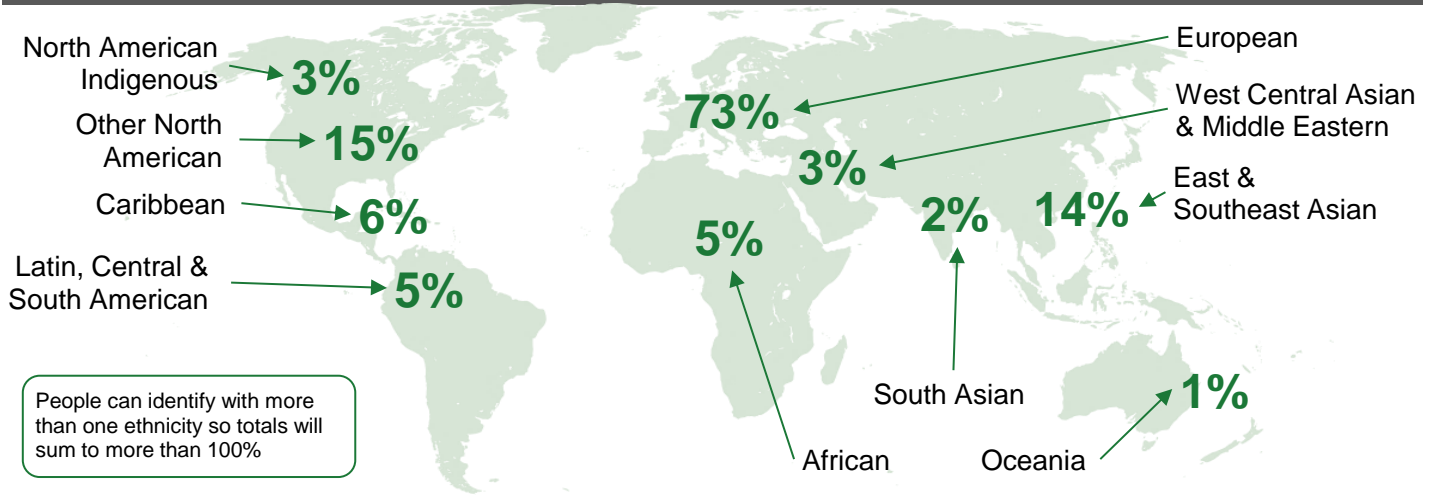 North American
Indigenous
3%
Other North
American
15%
Caribbean
6%
Latin, Central &
South American
5%
European
73%
West Central Asian
& Middle Eastern
3%
East &
Southeast Asian
14%
2%
South Asian
5%
African
1%
Oceania
People can identify with more
than one ethnicity so totals will
sum to more than 100%